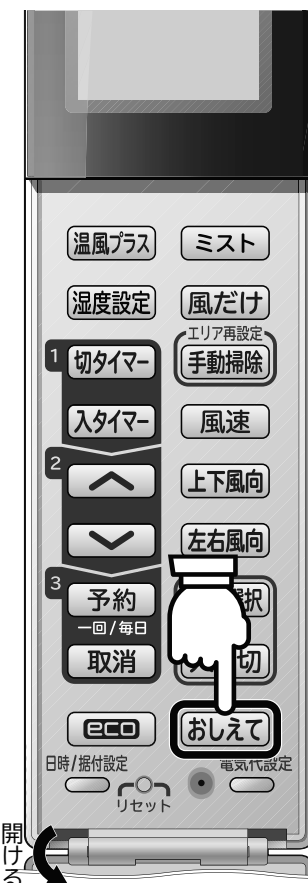 温風プラス
ミスト
湿度設定
風だけ
エリア再設定
1
切タイマー
手動掃除
入タイマー
風速
2
上下風向
左右風向
3
予約
択
一回/毎日
取消
切
eco
おしえて
日時/据付設定
電気代設定
リセット
開ける